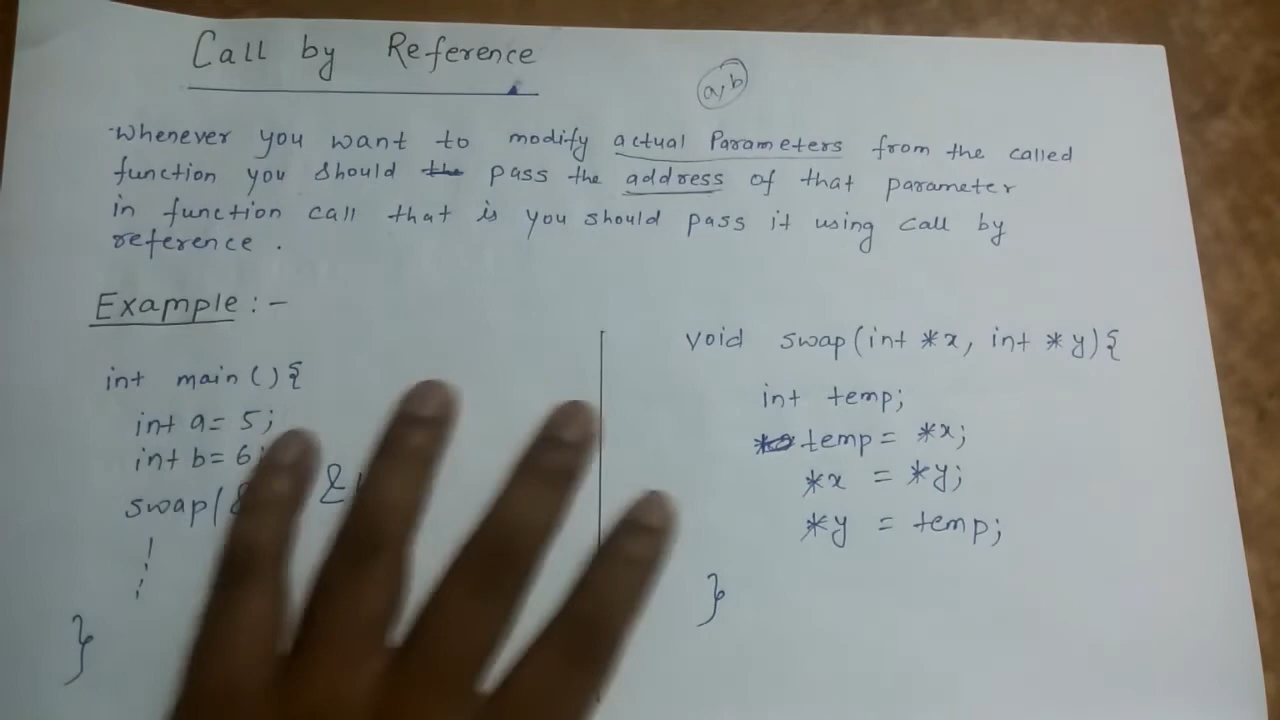 Call by Reference
a,b
Whenever you want to modify actual Parameters from the called
function you should the pass the address of that parameter
in function call that is you should pass it using call by
reference.
Example :-
int main () {
int a = 5;
int b = 6;
swap( &
}
void swap(int *x, int *y) {
int temp;
temp = *x;
*x = *y;
*y = temp;
}